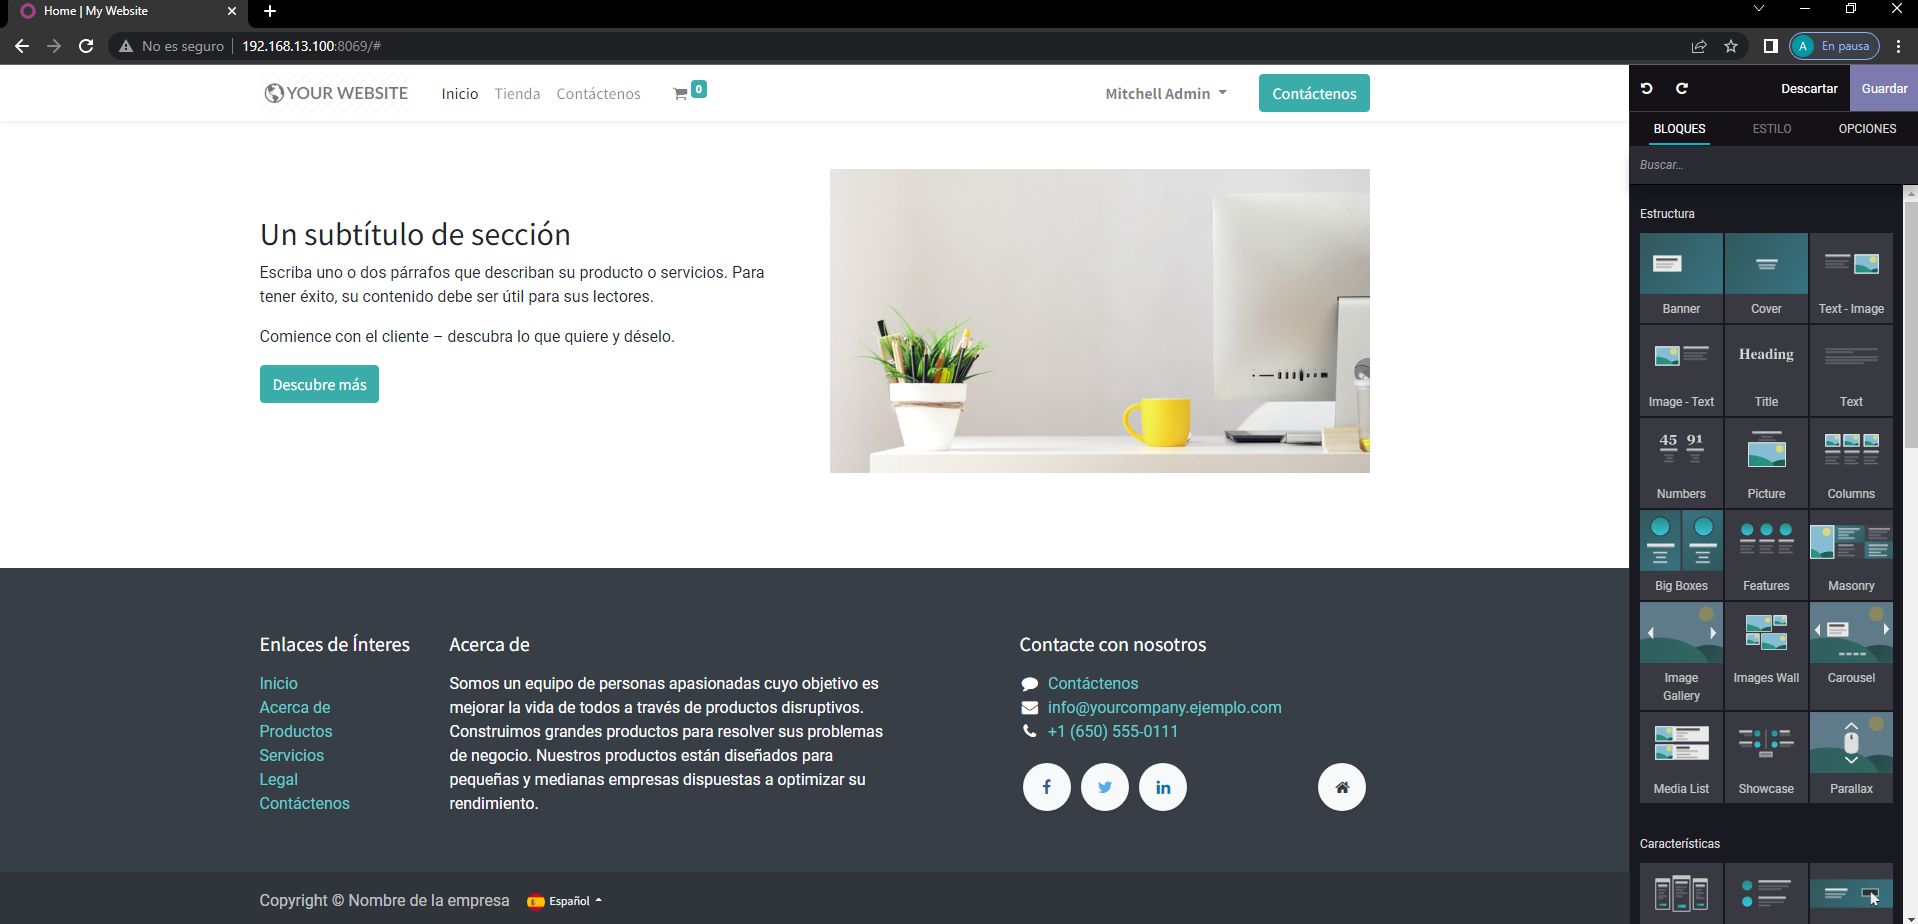 Home | My Website
No es seguro
192.168.13.100:8069/#
En pausa
A
YOUR WEBSITE
Inicio
Tienda
Contáctenos
0
Mitchell Admin
Contáctenos
Descartar
Guardar
BLOQUES
ESTILO
OPCIONES
Buscar...
Un subtítulo de sección
Escriba uno o dos párrafos que describan su producto o servicios. Para
tener éxito, su contenido debe ser útil para sus lectores.
Comience con el cliente – descubra lo que quiere y déselo.
Descubre más
Estructura
Banner
Cover
Text - Image
Heading
Image - Text
Title
Text
45 91
Numbers
Picture
Columns
Big Boxes
Features
Masonry
Image
Gallery
Images Wall
Carousel
Media List
Showcase
Parallax
Características
Enlaces de Ínteres
Inicio
Acerca de
Productos
Servicios
Legal
Contáctenos
Acerca de
Somos un equipo de personas apasionadas cuyo objetivo es
mejorar la vida de todos a través de productos disruptivos.
Construimos grandes productos para resolver sus problemas
de negocio. Nuestros productos están diseñados para
pequeñas y medianas empresas dispuestas a optimizar su
rendimiento.
Contacte con nosotros
Contáctenos
info@yourcompany.ejemplo.com
+1 (650) 555-0111
Copyright © Nombre de la empresa
Español